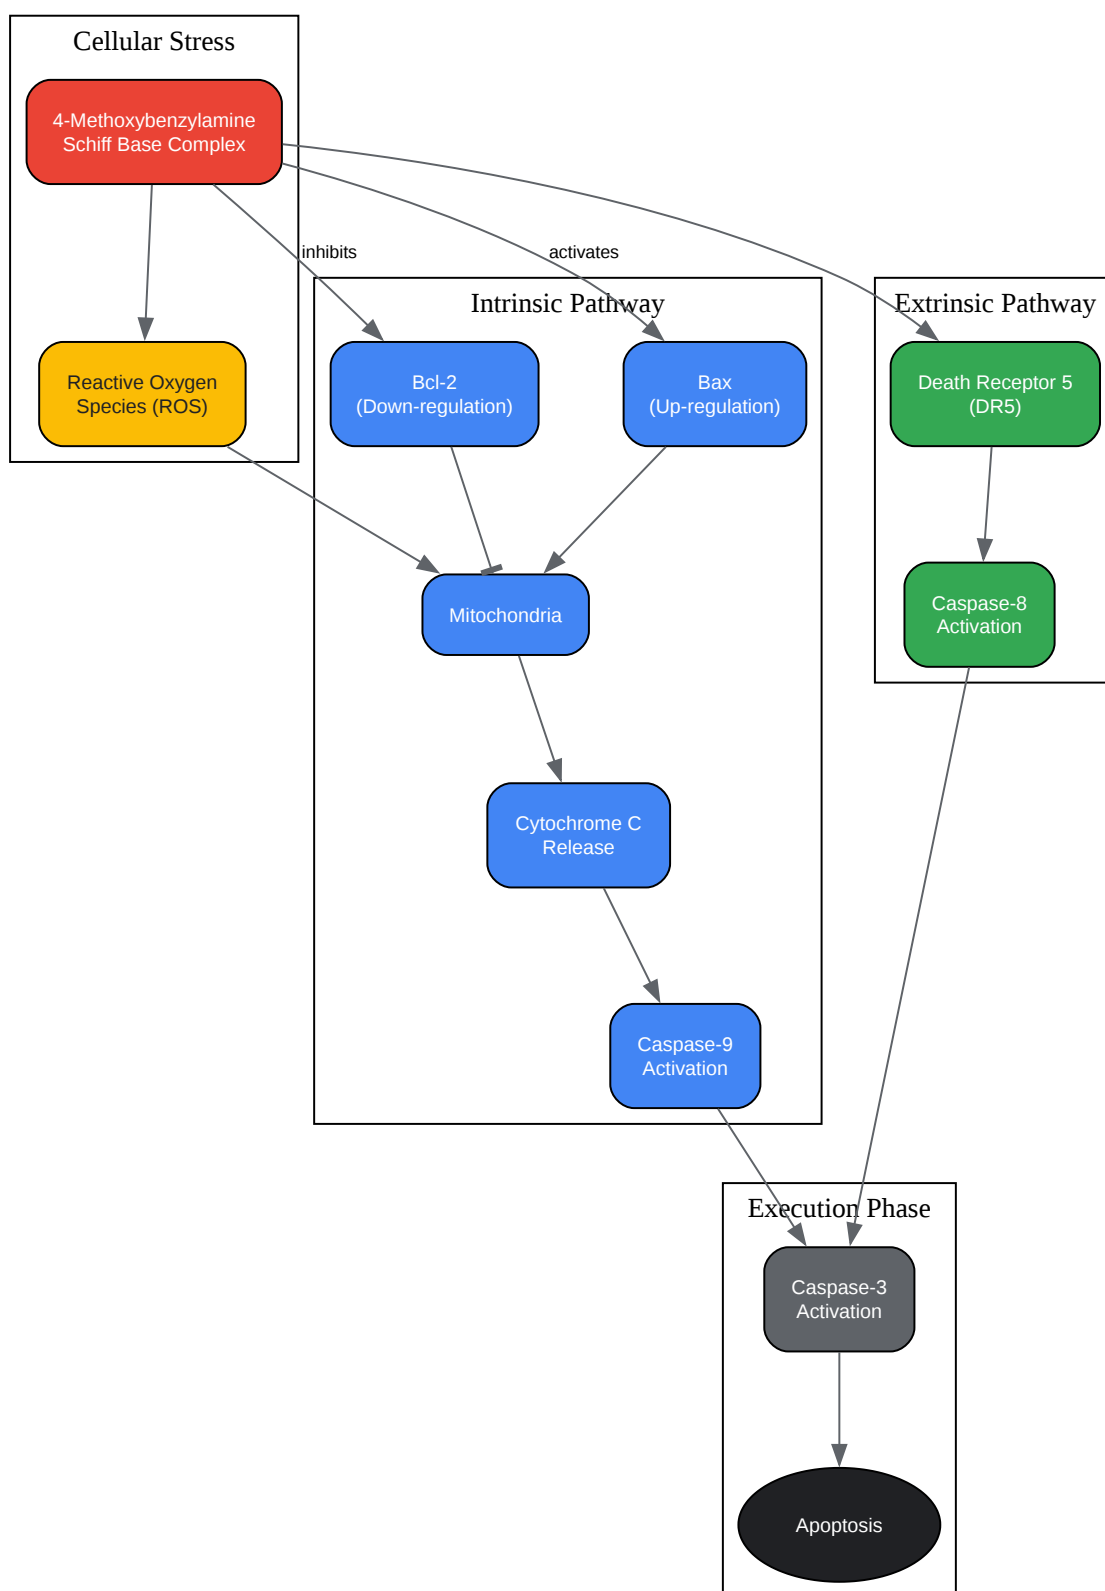 Cellular Stress
4-Methoxybenzylamine
Schiff Base Complex
inhibits
activates
Intrinsic Pathway
Extrinsic Pathway
Reactive Oxygen
Species (ROS)
Bcl-2
(Down-regulation)
Bax
(Up-regulation)
Death Receptor 5
(DR5)
Mitochondria
Caspase-8
Activation
Cytochrome C
Release
Caspase-9
Activation
Execution Phase
Caspase-3
Activation
Apoptosis